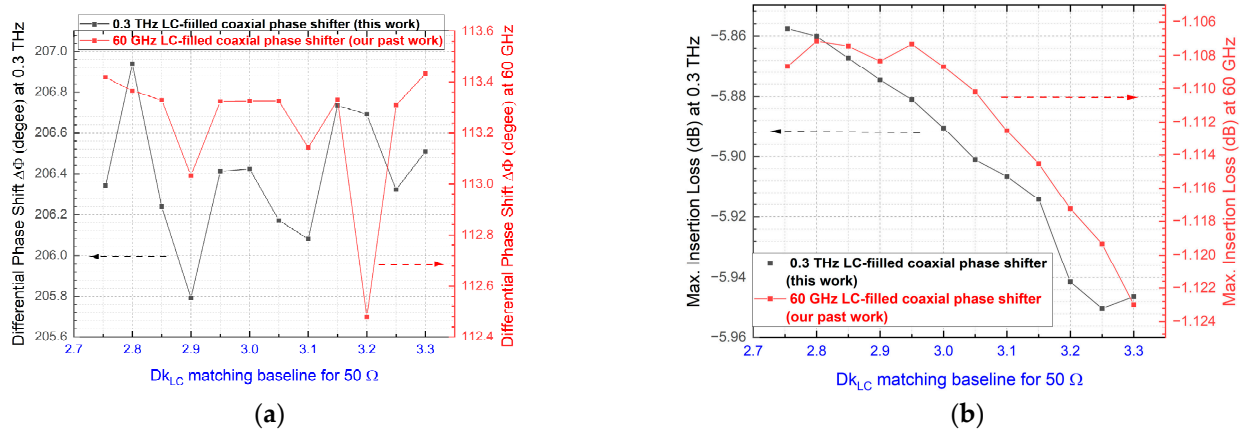 0.3 THz LC-fiilled coaxial phase shifter (this work)
60 GHz LC-filled coaxial phase shifter (our past work)
Differential Phase Shift ΔΦ (degree) at 0.3 THz
207.0
206.8
206.6
206.4
206.2
206.0
205.8
205.6
113.6
113.4
113.2
113.0
112.8
112.6
112.4
Differential Phase Shift ΔΦ (degree) at 60 GHz
2.7 2.8 2.9 3.0 3.1 3.2 3.3
Dk_LC matching baseline for 50 Ω
(a)
Max. Insertion Loss (dB) at 0.3 THz
−5.86
−5.88
−5.90
−5.92
−5.94
−5.96
−1.106
−1.108
−1.110
−1.112
−1.114
−1.116
−1.118
−1.120
−1.122
−1.124
Max. Insertion Loss (dB) at 60 GHz
0.3 THz LC-fiilled coaxial phase shifter
(this work)
60 GHz LC-filled coaxial phase shifter
(our past work)
2.7 2.8 2.9 3.0 3.1 3.2 3.3
Dk_LC matching baseline for 50 Ω
(b)